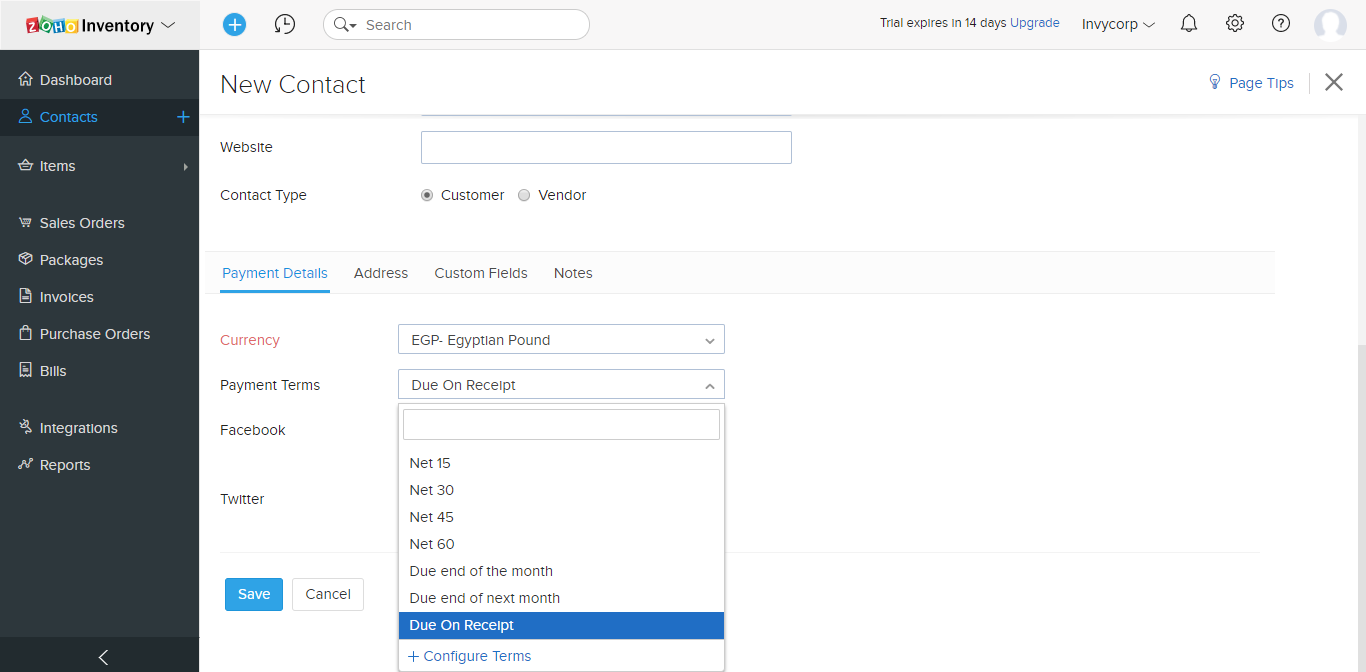 ZOHO Inventory
Search
Trial expires in 14 days Upgrade
Invycorp
Dashboard
Contacts
Items
Sales Orders
Packages
Invoices
Purchase Orders
Bills
Integrations
Reports
New Contact
Page Tips
Website
Contact Type
Customer
Vendor
Payment Details
Address
Custom Fields
Notes
Currency
EGP- Egyptian Pound
Payment Terms
Due On Receipt
Facebook
Net 15
Net 30
Net 45
Net 60
Due end of the month
Due end of next month
Due On Receipt
+ Configure Terms
Twitter
Save
Cancel